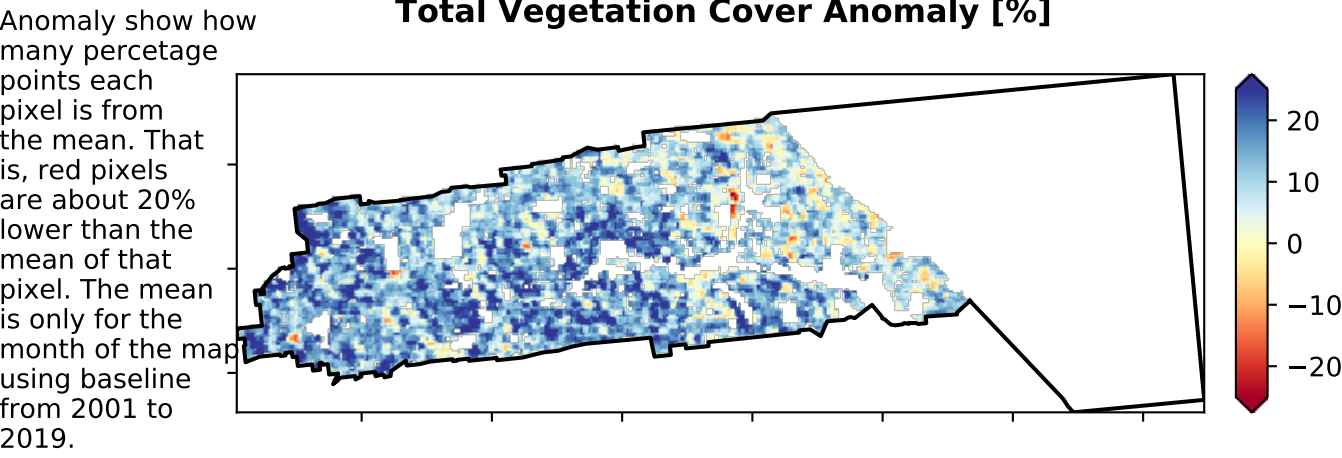 Total Vegetation Cover Anomaly [%]
Anomaly show how
many percetage
points each
pixel is from
the mean. That
is, red pixels
are about 20%
lower than the
mean of that
pixel. The mean
is only for the
month of the map
using baseline
from 2001 to
2019.
20
10
0
−10
−20